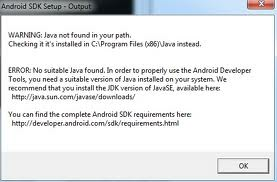 Android SDK Setup - Output
WARNING: Java not found in your path.
Checking it it's installed in C:\Program Files (x86)\Java instead.
ERROR: No suitable Java found. In order to properly use the Android Developer
Tools, you need a suitable version of Java installed on your system. We
recommend that you install the JDK version of JavaSE, available here:
http://java.sun.com/javase/downloads/
You can find the complete Android SDK requirements here:
http://developer.android.com/sdk/requirements.html
OK